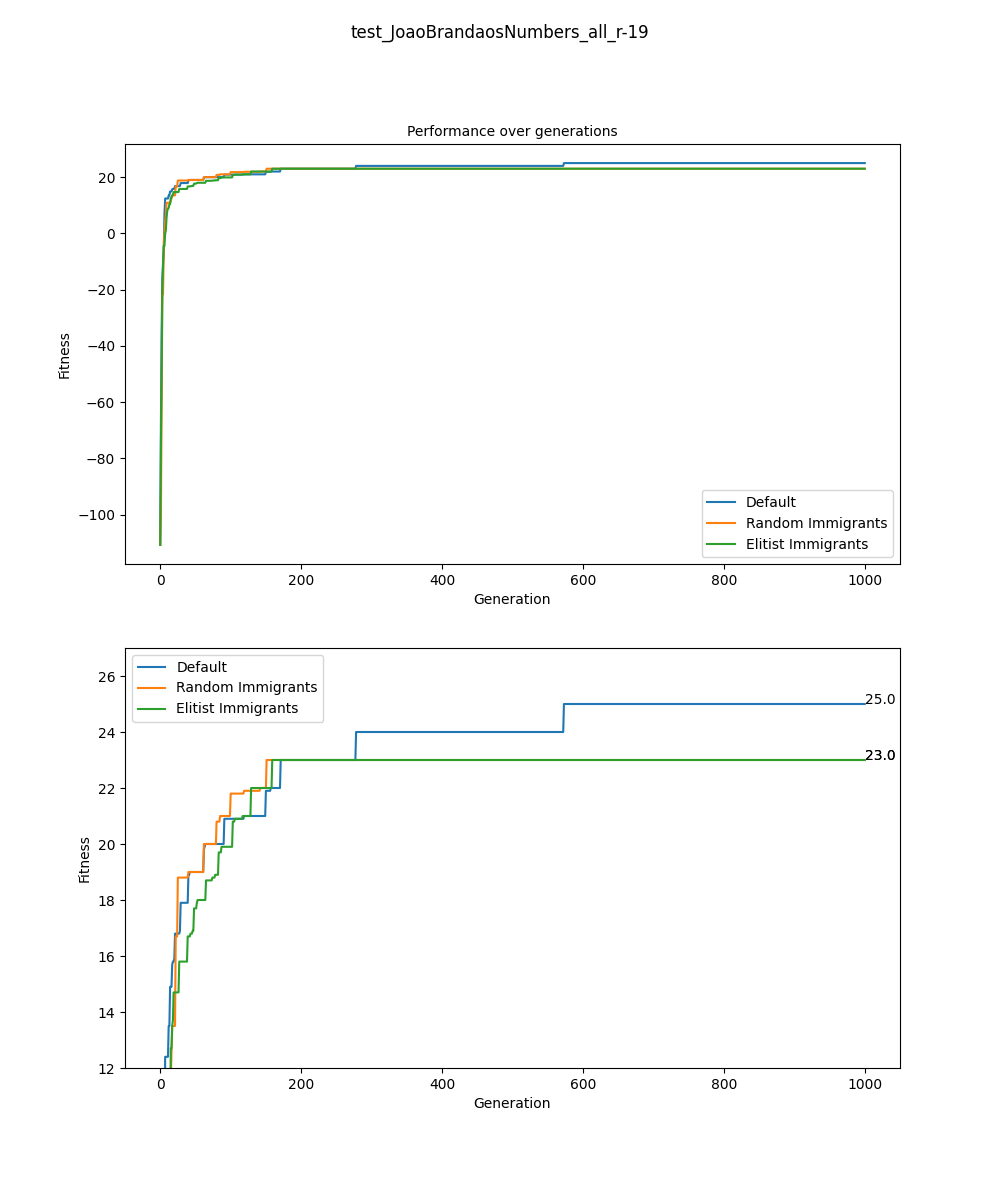 test_JoaoBrandaosNumbers_all_r-19
Performance over generations
Fitness
20
0
−20
−40
−60
−80
−100
Default
Random Immigrants
Elitist Immigrants
0 200 400 600 800 1000
Generation
Default
Random Immigrants
Elitist Immigrants
Fitness
26
24
22
20
18
16
14
12
25.0
23.0
0 200 400 600 800 1000
Generation